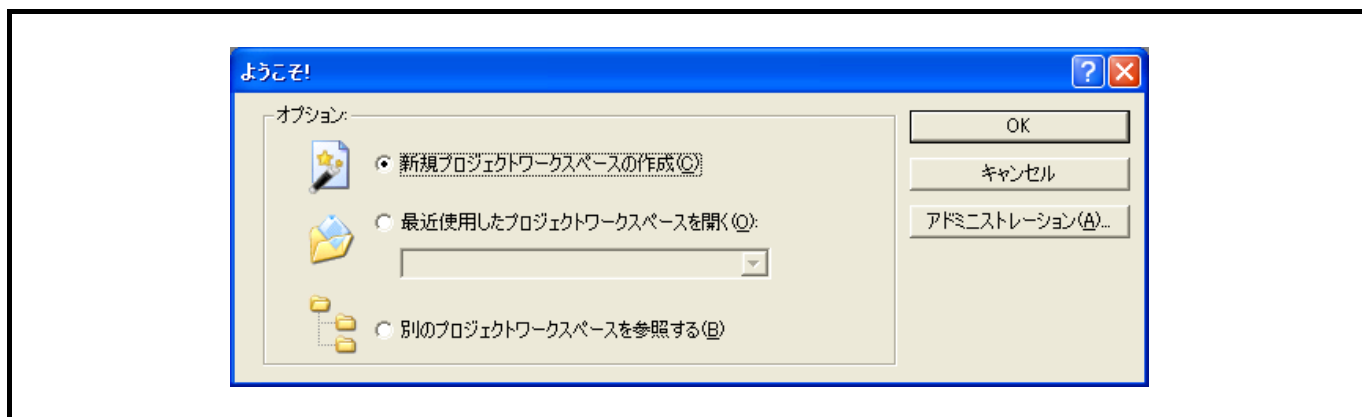 ようこそ!
オプション:
新規プロジェクトワークスペースの作成(C)
最近使用したプロジェクトワークスペースを開く(O):
別のプロジェクトワークスペースを参照する(B)
OK
キャンセル
アドミニストレーション(A)...